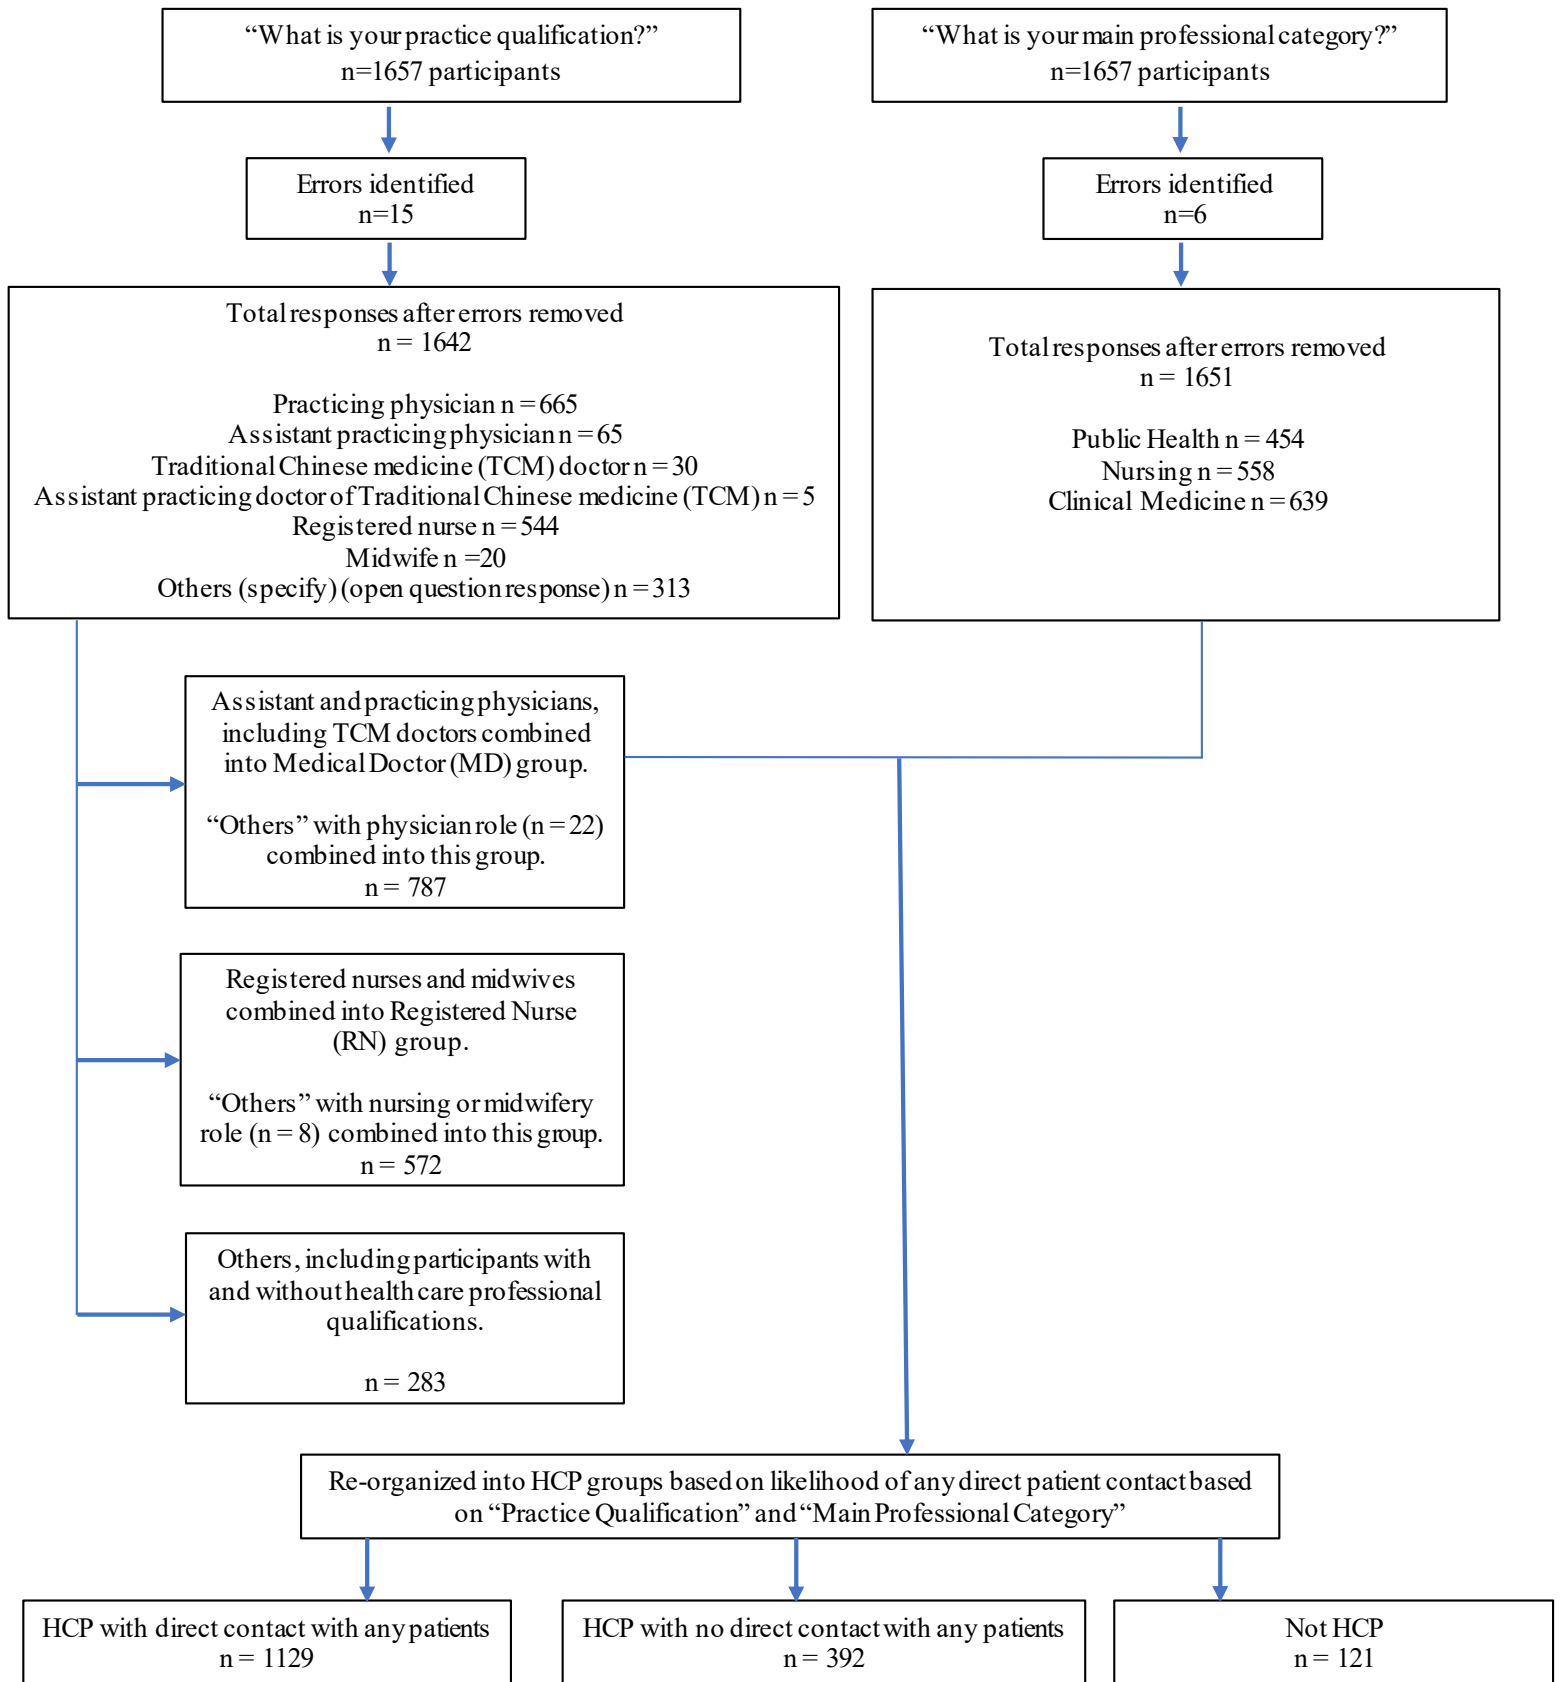 “What is your practice qualification?”
n=1657 participants
“What is your main professional category?”
n=1657 participants
Errors identified
n=15
Errors identified
n=6
Total responses after errors removed
n = 1642
Practicing physician n = 665
Assistant practicing physician n = 65
Traditional Chinese medicine (TCM) doctor n = 30
Assistant practicing doctor of Traditional Chinese medicine (TCM) n = 5
Registered nurse n = 544
Midwife n =20
Others (specify) (open question response) n = 313
Total responses after errors removed
n = 1651
Public Health n = 454
Nursing n = 558
Clinical Medicine n = 639
Assistant and practicing physicians,
including TCM doctors combined
into Medical Doctor (MD) group.
“Others” with physician role (n = 22)
combined into this group.
n = 787
Registered nurses and midwives
combined into Registered Nurse
(RN) group.
“Others” with nursing or midwifery
role (n = 8) combined into this group.
n = 572
Others, including participants with
and without health care professional
qualifications.
n = 283
Re-organized into HCP groups based on likelihood of any direct patient contact based
on “Practice Qualification” and “Main Professional Category”
HCP with direct contact with any patients
n = 1129
HCP with no direct contact with any patients
n = 392
Not HCP
n = 121